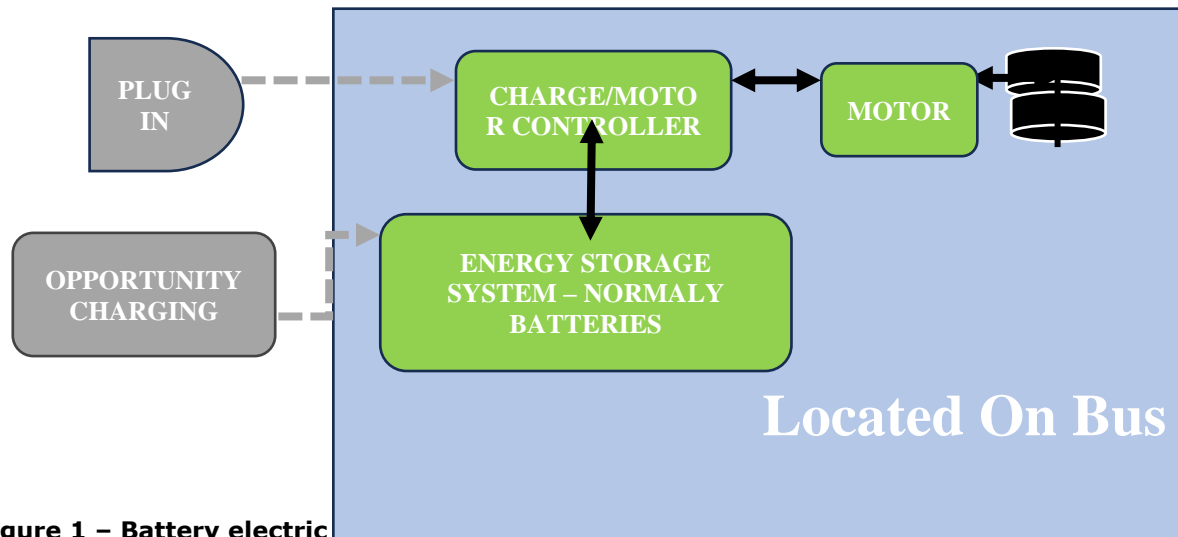 PLUG
IN
CHARGE/MOTO
R CONTROLLER
MOTOR
OPPORTUNITY
CHARGING
ENERGY STORAGE
SYSTEM – NORMALY
BATTERIES
Located On Bus
gure 1 – Battery electric